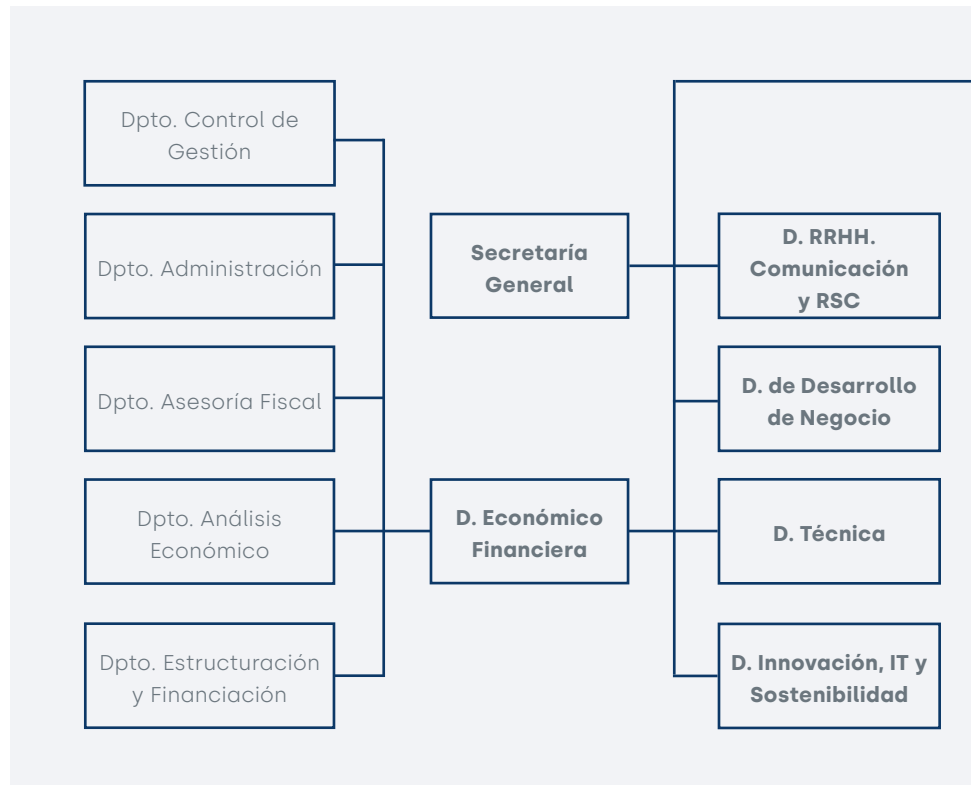 Dpto. Control de
Gestión
Dpto. Administración
Dpto. Asesoría Fiscal
Dpto. Análisis
Económico
Dpto. Estructuración
y Financiación
Secretaría
General
D. Económico
Financiera
D. RRHH.
Comunicación
y RSC
D. de Desarrollo
de Negocio
D. Técnica
D. Innovación, IT y
Sostenibilidad